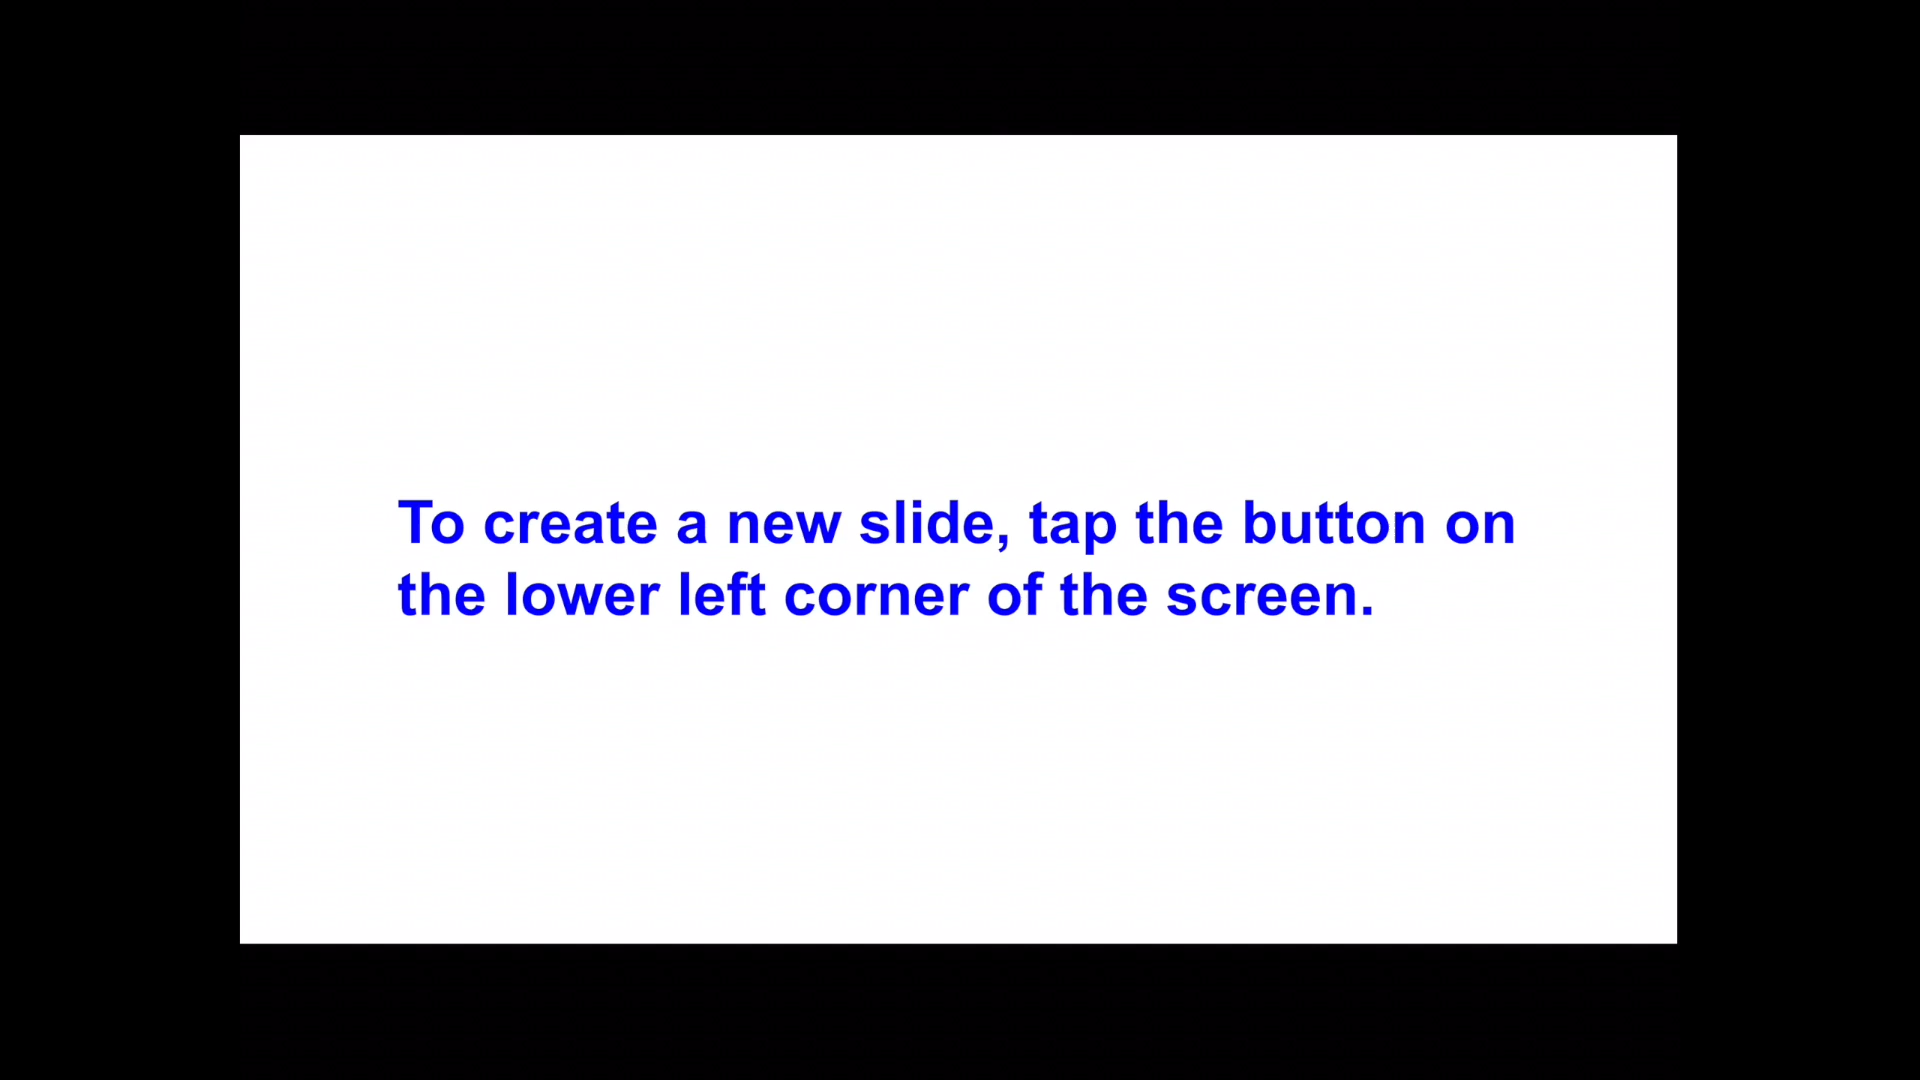 To create a new slide, tap the button on
the lower left corner of the screen.